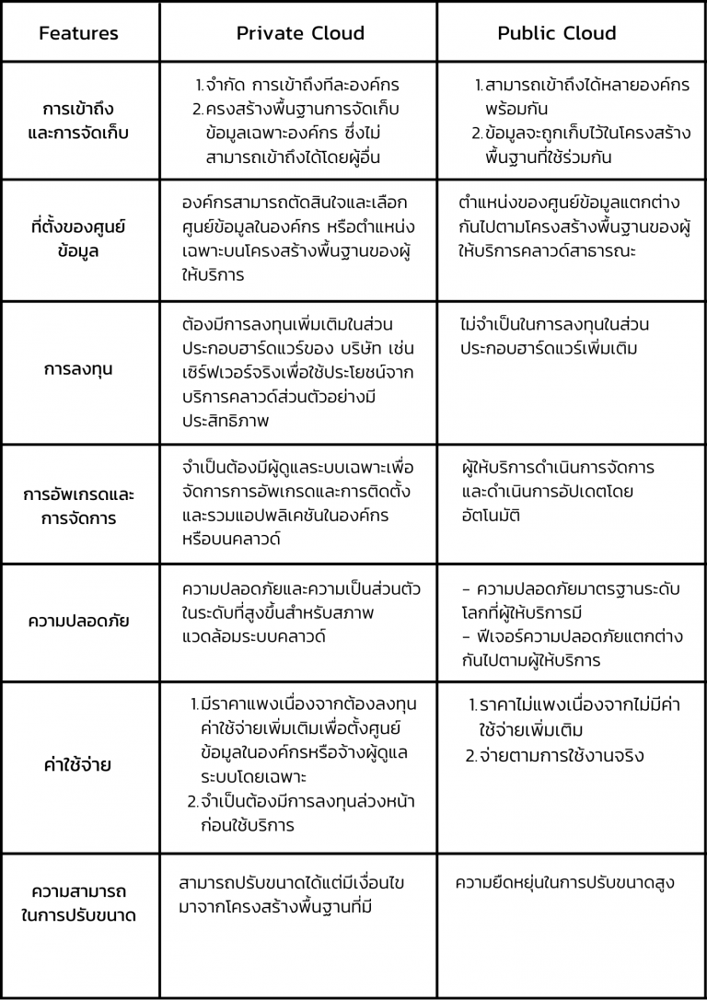 Features
Private Cloud
Public Cloud
การเข้าถึง
และการจัดเก็บ
1. จำกัด การเข้าถึงทีละองค์กร
2. ครงสร้างพื้นฐานการจัดเก็บ
ข้อมูลเฉพาะองค์กร ซึ่งไม่
สามารถเข้าถึงได้โดยผู้อื่น
1. สามารถเข้าถึงได้หลายองค์กร
พร้อมกัน
2. ข้อมูลจะถูกเก็บไว้ในโครงสร้าง
พื้นฐานที่ใช้ร่วมกัน
ที่ตั้งของศูนย์
ข้อมูล
องค์กรสามารถตัดสินใจและเลือก
ศูนย์ข้อมูลในองค์กร หรือตำแหน่ง
เฉพาะบนโครงสร้างพื้นฐานของผู้
ให้บริการ
ตำแหน่งของศูนย์ข้อมูลแตกต่าง
กันไปตามโครงสร้างพื้นฐานของผู้
ให้บริการคลาวด์สาธารณะ
การลงทุน
ต้องมีการลงทุนเพิ่มเติมในส่วน
ประกอบฮาร์ดแวร์ของ บริษัท เช่น
เซิร์ฟเวอร์จริงเพื่อใช้ประโยชน์จาก
บริการคลาวด์ส่วนตัวอย่างมี
ประสิทธิภาพ
ไม่จำเป็นในการลงทุนในส่วน
ประกอบฮาร์ดแวร์เพิ่มเติม
การอัพเกรดและ
การจัดการ
จำเป็นต้องมีผู้ดูแลระบบเฉพาะเพื่อ
จัดการการอัพเกรดและการติดตั้ง
และรวมแอปพลิเคชันในองค์กร
หรือบนคลาวด์
ผู้ให้บริการดำเนินการจัดการ
และดำเนินการอัปเดตโดย
อัตโนมัติ
ความปลอดภัย
ความปลอดภัยและความเป็นส่วนตัว
ในระดับที่สูงขึ้นสำหรับสภาพ
แวดล้อมระบบคลาวด์
- ความปลอดภัยมาตรฐานระดับ
โลกที่ผู้ให้บริการมี
- ฟีเจอร์ความปลอดภัยแตกต่าง
กันไปตามผู้ให้บริการ
ค่าใช้จ่าย
1. มีราคาแพงเนื่องจากต้องลงทุน
ค่าใช้จ่ายเพิ่มเติมเพื่อตั้งศูนย์
ข้อมูลในองค์กรหรือจ้างผู้ดูแล
ระบบโดยเฉพาะ
2. จำเป็นต้องมีการลงทุนล่วงหน้า
ก่อนใช้บริการ
1. ราคาไม่แพงเนื่องจากไม่มีค่า
ใช้จ่ายเพิ่มเติม
2. จ่ายตามการใช้งานจริง
ความสามารถ
ในการปรับขนาด
สามารถปรับขนาดได้แต่มีเงื่อนไข
มาจากโครงสร้างพื้นฐานที่มี
ความยืดหยุ่นในการปรับขนาดสูง